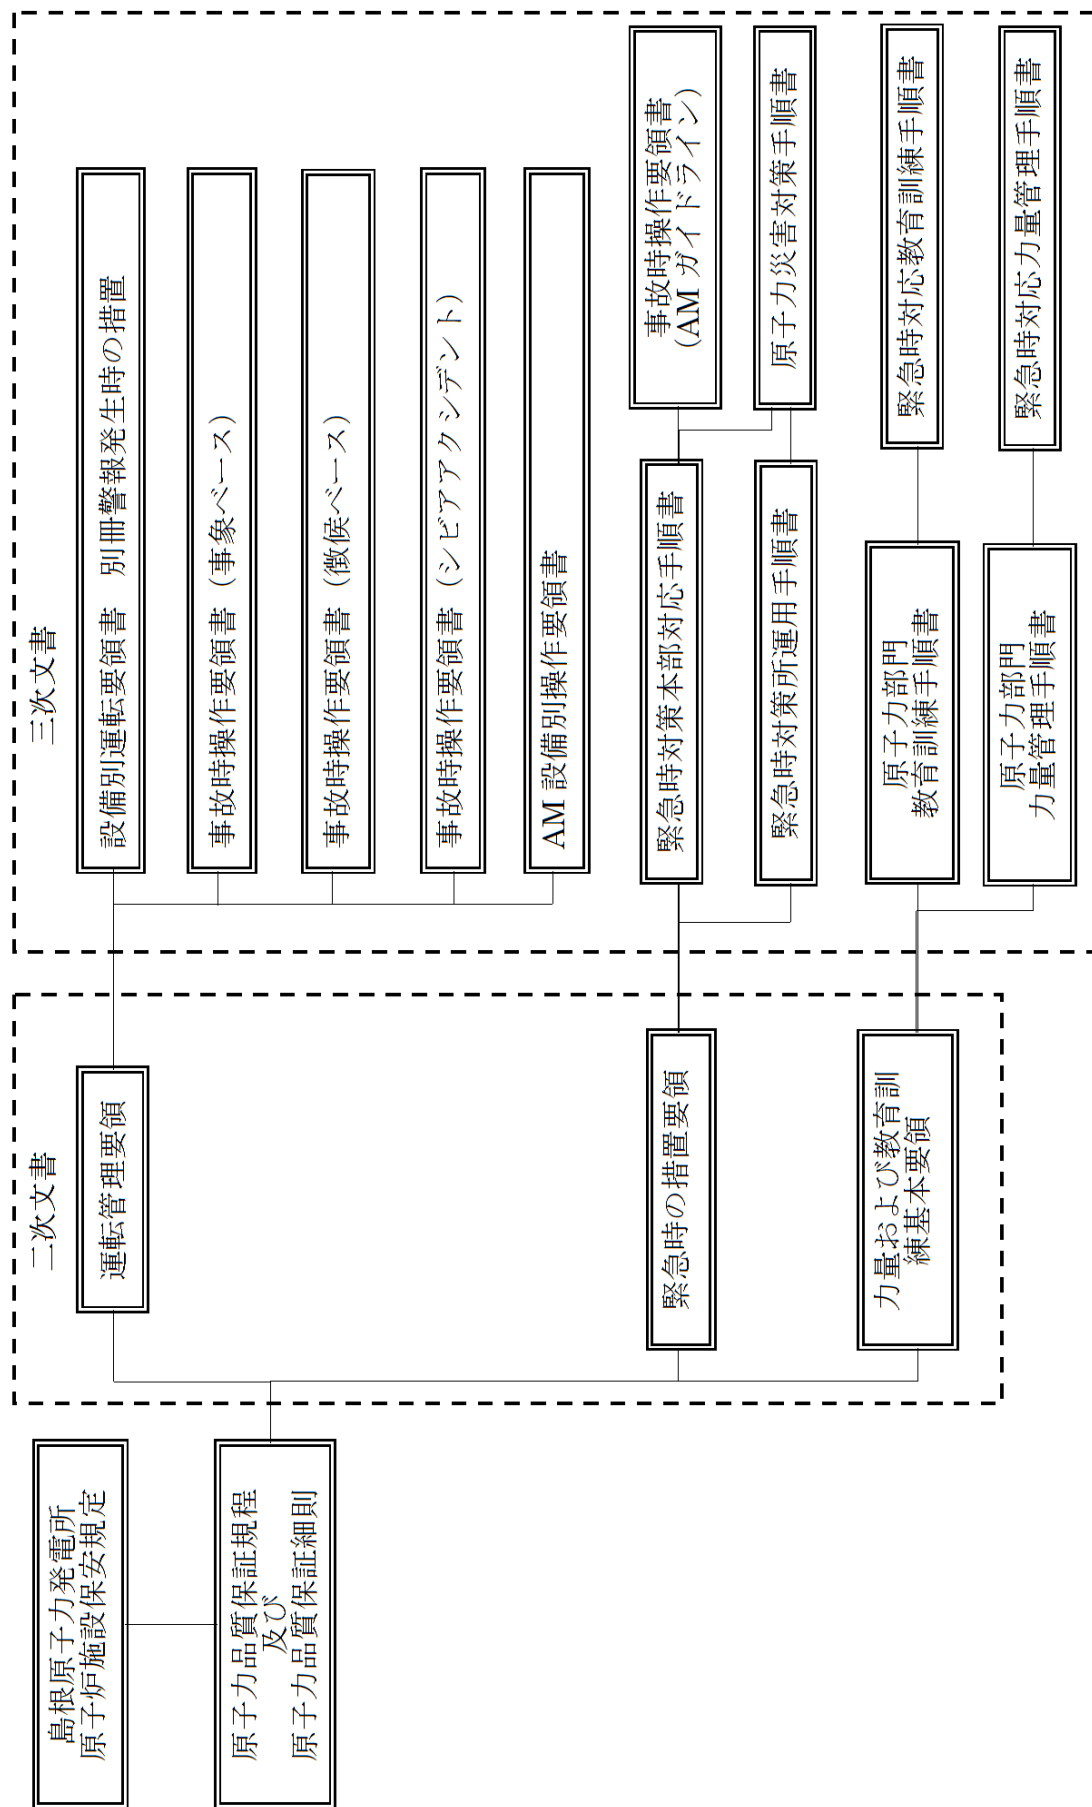 島根原子力発電所
原子炉施設保安規定
原子力品質保証規程
及び
原子力品質保証細則
二次文書
運転管理要領
緊急時の措置要領
力量および教育訓
練基本要領
三次文書
設備別運転要領書　別冊警報発生時の措置
事故時操作要領書（事象ベース）
事故時操作要領書（徴候ベース）
事故時操作要領書（シビアアクシデント）
AM 設備別操作要領書
緊急時対策本部対応手順書
緊急時対策所運用手順書
事故時操作要領書
(AM ガイドライン)
原子力災害対策手順書
原子力部門
教育訓練手順書
緊急時対応教育訓練手順書
原子力部門
力量管理手順書
緊急時対応力量管理手順書